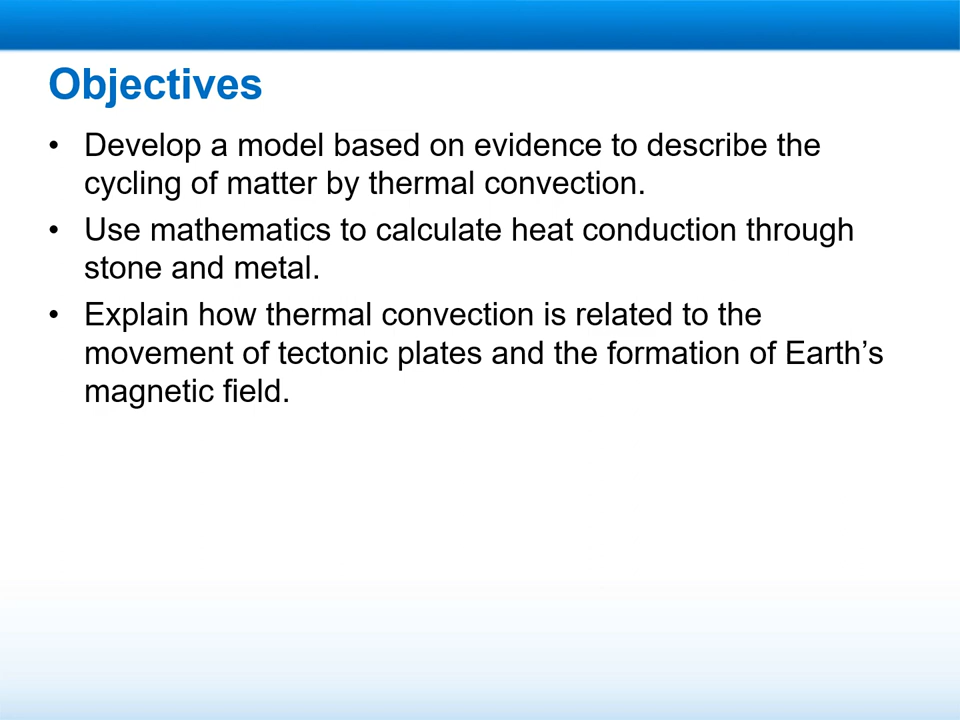 Objectives
• Develop a model based on evidence to describe the
cycling of matter by thermal convection.
• Use mathematics to calculate heat conduction through
stone and metal.
• Explain how thermal convection is related to the
movement of tectonic plates and the formation of Earth’s
magnetic field.